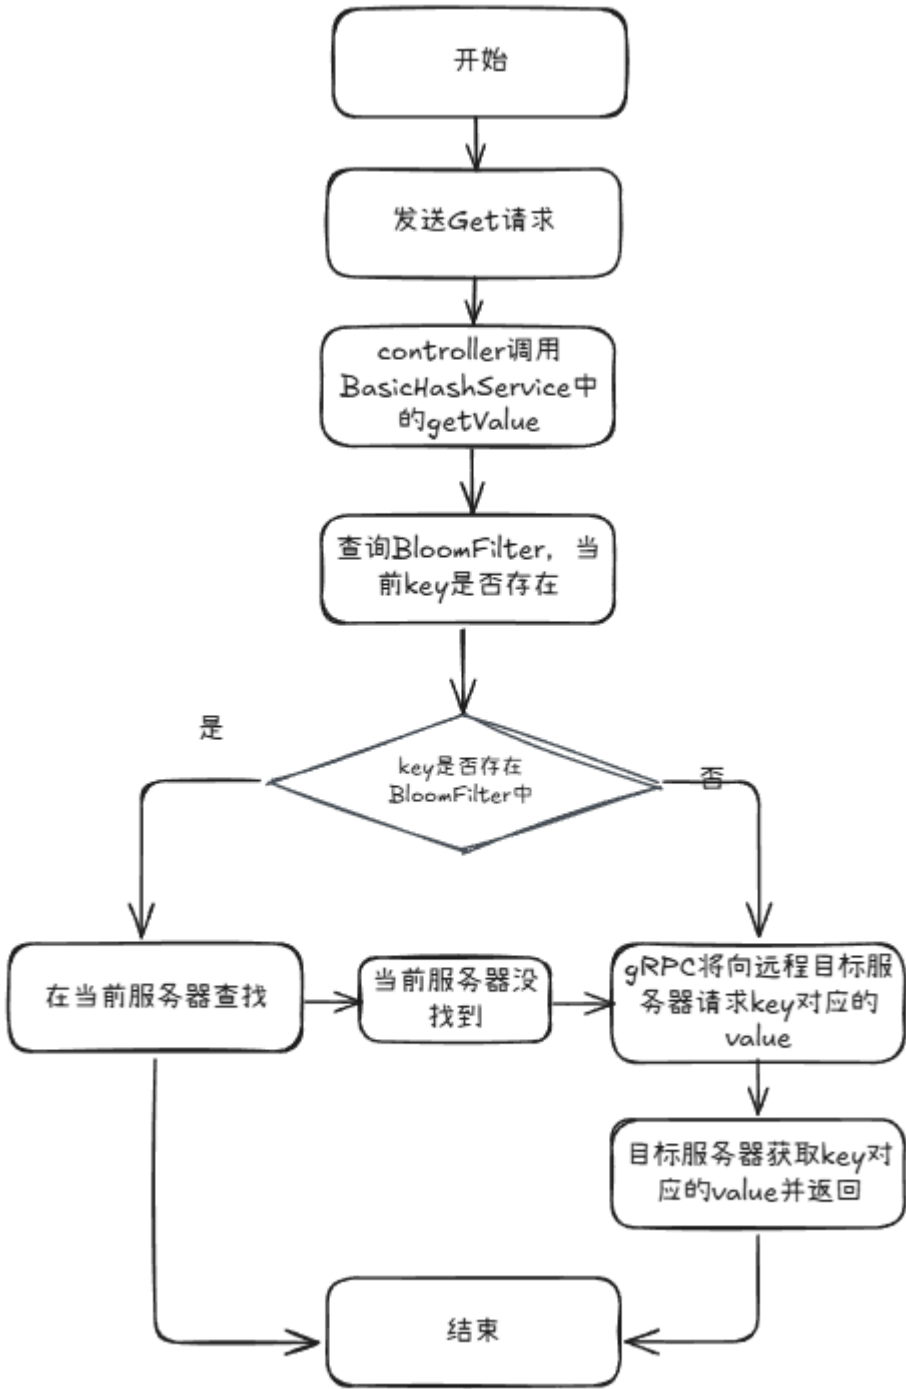 开始
发送Get请求
controller调用
BasicHashService中
的getValue
查询BloomFilter, 当
前key是否存在
是
key是否存在
BloomFilter中
否
在当前服务器查找
当前服务器没
找到
gRPC将向远程目标服
务器请求key对应的
value
目标服务器获取key对
应的value并返回
结束